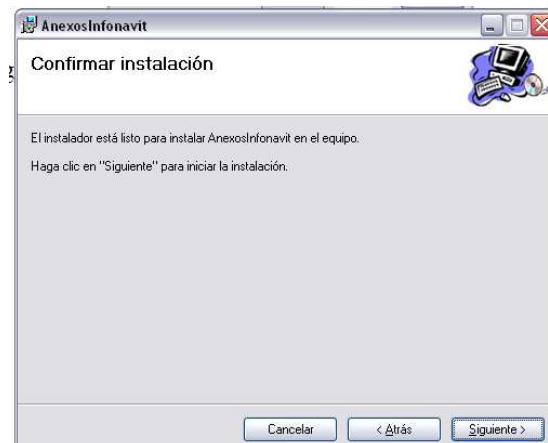 AnexosInfonavit
Confirmar instalación
El instalador está listo para instalar AnexosInfonavit en el equipo.
Haga clic en "Siguiente" para iniciar la instalación.
Cancelar
< Atrás
Siguiente >